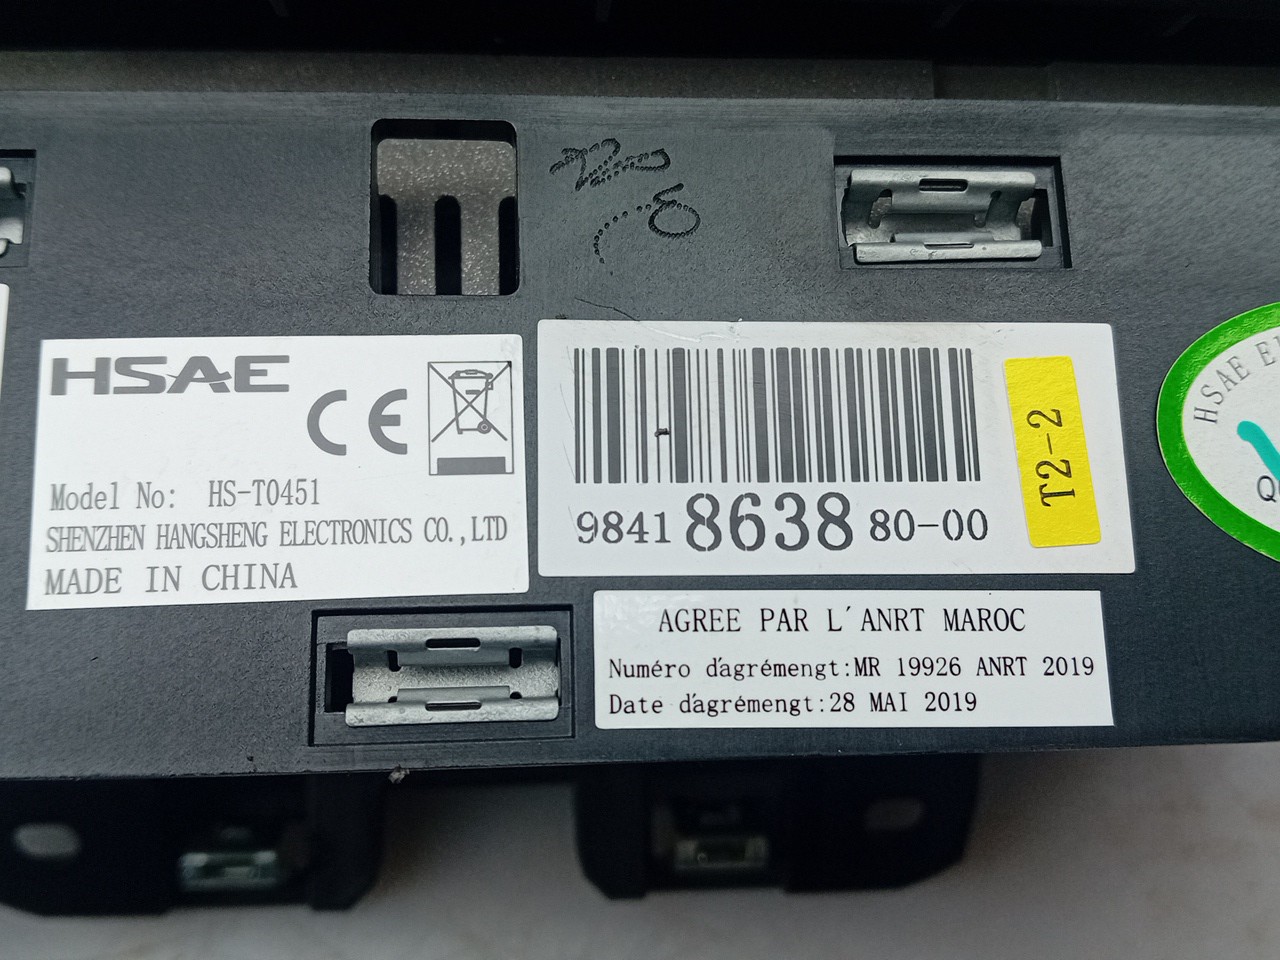 HSAE
CE
Model No: HS-T0451
SHENZHEN HANGSHENG ELECTRONICS CO.,LTD
MADE IN CHINA
9841 8638 80-00
T2-2
AGREE PAR L'ANRT MAROC
Numéro d'agrémengt:MR 19926 ANRT 2019
Date d'agrémengt:28 MAI 2019
HSAE